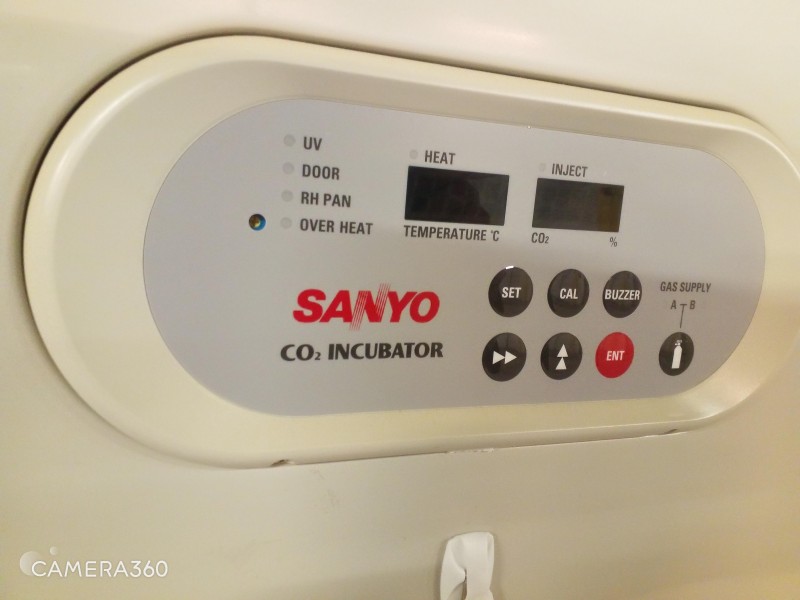 UV
DOOR
RH PAN
OVER HEAT
HEAT
TEMPERATURE °C
INJECT
CO₂ %
SANYO
CO₂ INCUBATOR
SET CAL BUZZER
ENT
GAS SUPPLY
A B
CAMERA360